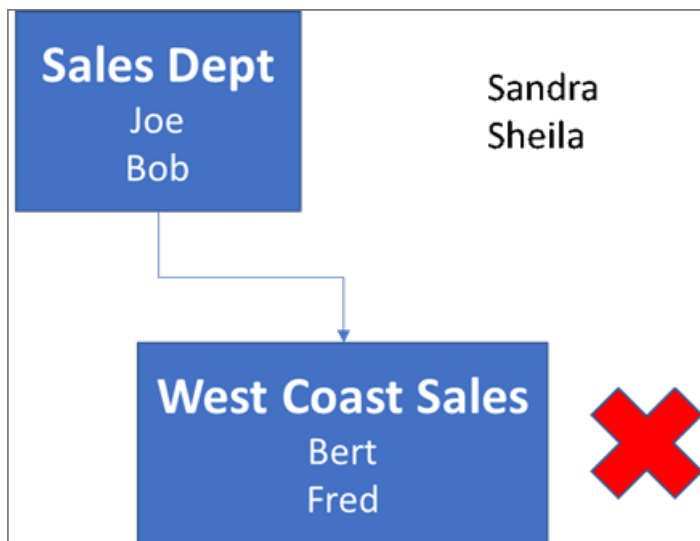 Sales Dept
Joe
Bob
Sandra
Sheila
West Coast Sales
Bert
Fred